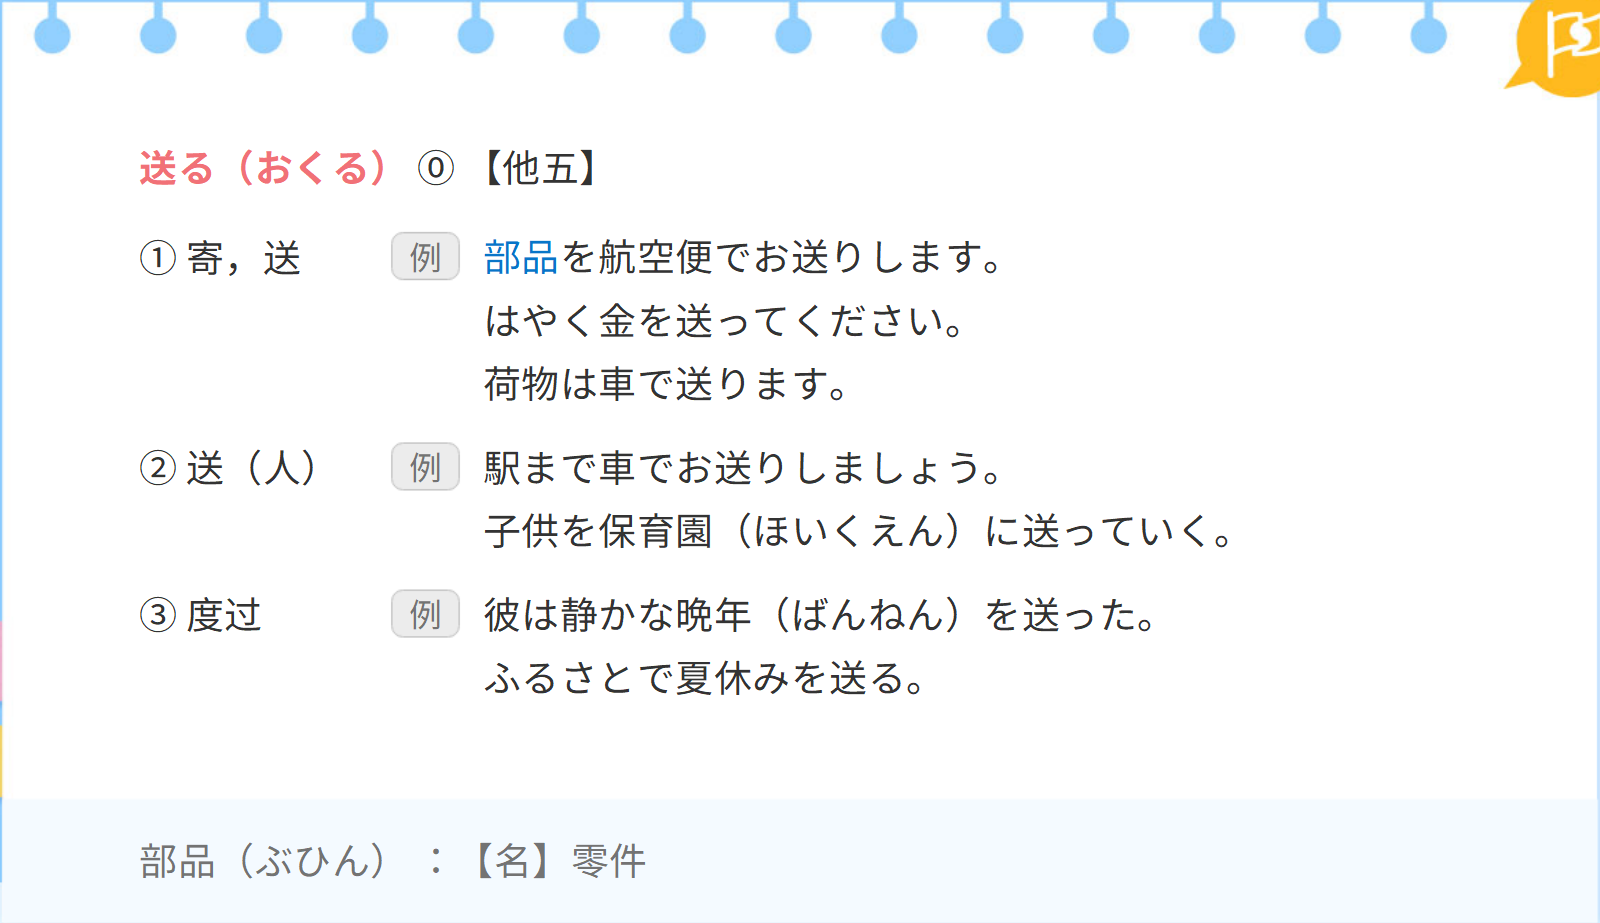 送る（おくる） ⓪ 【他五】
① 寄，送 例 部品を航空便でお送りします。
はやく金を送ってください。
荷物は車で送ります。
② 送（人） 例 駅まで車でお送りしましょう。
子供を保育園（ほいくえん）に送っていく。
③ 度过 例 彼は静かな晩年（ばんねん）を送った。
ふるさとで夏休みを送る。
部品（ぶひん） ：【名】零件